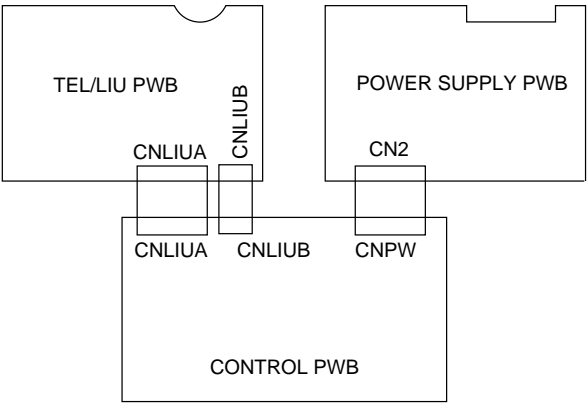 TEL/LIU PWB
CNLIUB
POWER SUPPLY PWB
CNLIUA
CN2
CNLIUA
CNLIUB
CNPW
CONTROL PWB